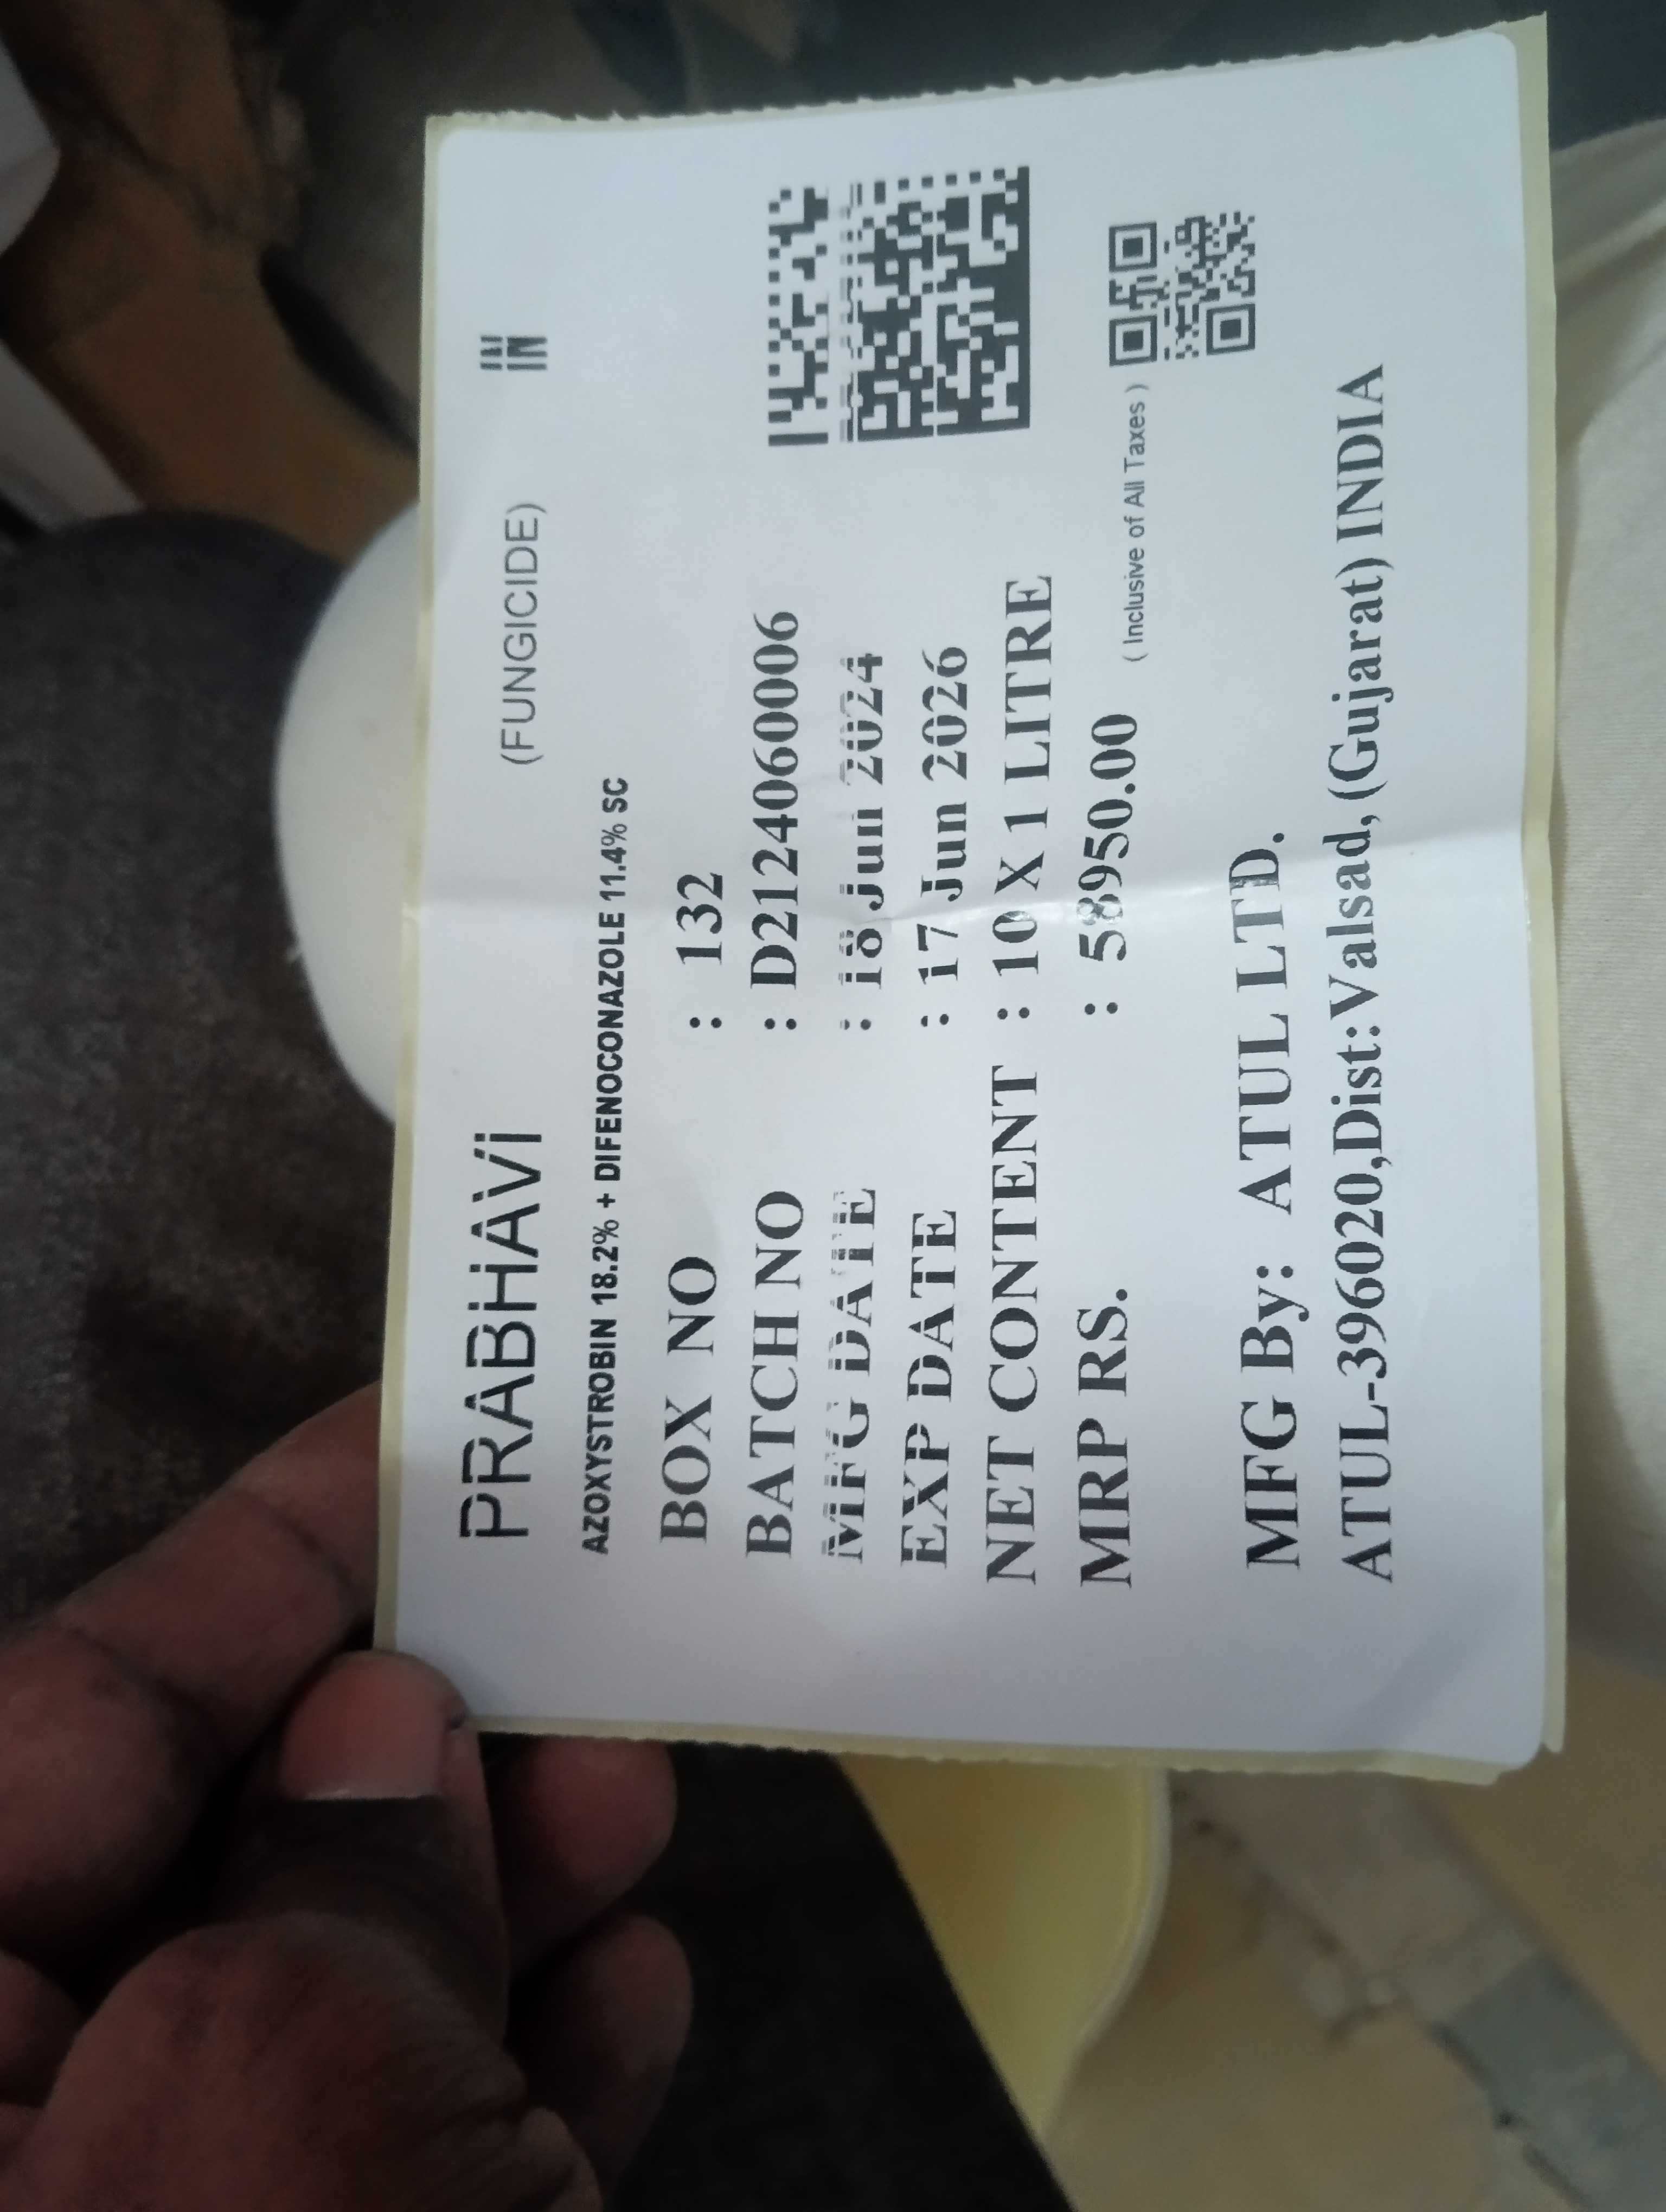 PRABHAVI (FUNGICIDE) IN
AZOXYSTROBIN 18.2% + DIFENOCONAZOLE 11.4% SC
BOX NO : 132
BATCH NO : D2124060006
MFG DATE : 18 Jun 2024
EXP DATE : 17 Jun 2026
NET CONTENT : 10 X 1 LITRE
MRP RS. : 58950.00 ( Inclusive of All Taxes )
MFG By: ATUL LTD.
ATUL-396020,Dist:Valsad, (Gujarat) INDIA